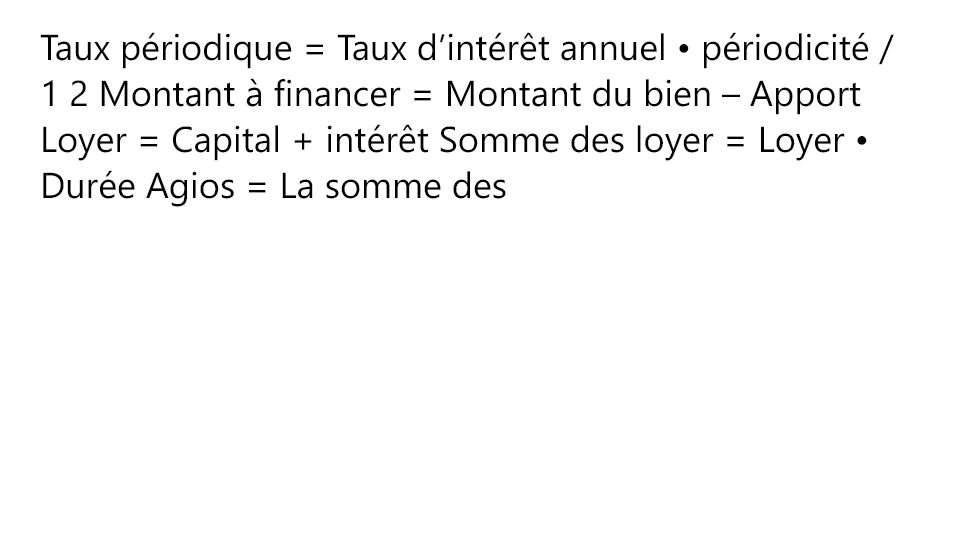 Taux périodique = Taux d’intérêt annuel • périodicité /
1 2 Montant à financer = Montant du bien – Apport
Loyer = Capital + intérêt Somme des loyer = Loyer •
Durée Agios = La somme des